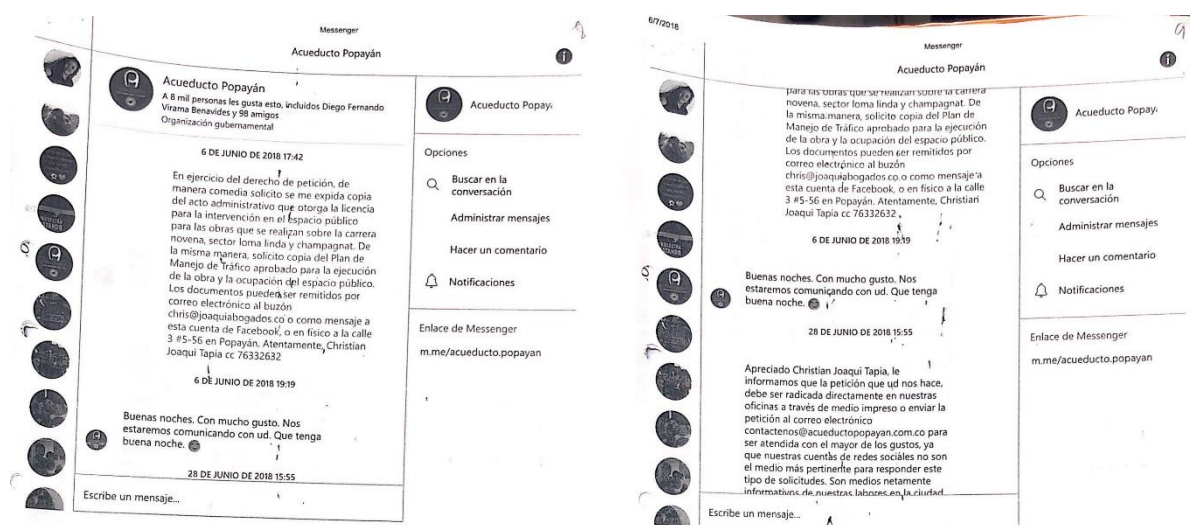 Messenger
Acueducto Popayán
Acueducto Popayán
A 8 mil personas les gusta esto, incluidos Diego Fernando
Virama Benavides y 98 amigos
Organización gubernamental
6 DE JUNIO DE 2018 17:42
En ejercicio del derecho de petición, de
manera comedia solicito se me expida copia
del acto administrativo que otorga la licencia
para la intervención en el espacio público
para las obras que se realizan sobre la carrera
novena, sector loma linda y champagnat. De
la misma manera, solicito copia del Plan de
Manejo de Tráfico aprobado para la ejecución
de la obra y la ocupación del espacio público.
Los documentos pueden ser remitidos por
correo electrónico al buzón
chris@joaquiabogados.co o como mensaje a
esta cuenta de Facebook, o en físico a la calle
3 #5-56 en Popayán. Atentamente, Christian
Joaqui Tapia cc 76332632
6 DE JUNIO DE 2018 19:19
Buenas noches. Con mucho gusto. Nos
estaremos comunicando con ud. Que tenga
buena noche.
28 DE JUNIO DE 2018 15:55
Escribe un mensaje...
Acueducto Popay.
Opciones
Buscar en la
conversación
Administrar mensajes
Hacer un comentario
Notificaciones
Enlace de Messenger
m.me/acueducto.popayan
6/7/2018
9
Messenger
Acueducto Popayán
para las obras que se realizan sobre la carrera
novena, sector loma linda y champagnat. De
la misma manera, solicito copia del Plan de
Manejo de Tráfico aprobado para la ejecución
de la obra y la ocupación del espacio público.
Los documentos pueden ser remitidos por
correo electrónico al buzón
chris@joaquiabogados.co o como mensaje a
esta cuenta de Facebook, o en físico a la calle
3 #5-56 en Popayán. Atentamente, Christian
Joaqui Tapia cc 76332632
6 DE JUNIO DE 2018 19:19
Buenas noches. Con mucho gusto. Nos
estaremos comunicando con ud. Que tenga
buena noche.
28 DE JUNIO DE 2018 15:55
Apreciado Christian Joaqui Tapia, le
informamos que la petición que ud nos hace,
debe ser radicada directamente en nuestras
oficinas a través de medio impreso o enviar la
petición al correo electrónico
contactenos@acueductopopayan.com.co para
ser atendida con el mayor de los gustos, ya
que nuestras cuentas de redes sociales no son
el medio más pertinente para responder este
tipo de solicitudes. Son medios netamente
informativos de nuestras labores en la ciudad
Escribe un mensaje...
Acueducto Popay.
Opciones
Buscar en la
conversación
Administrar mensajes
Hacer un comentario
Notificaciones
Enlace de Messenger
m.me/acueducto.popayan